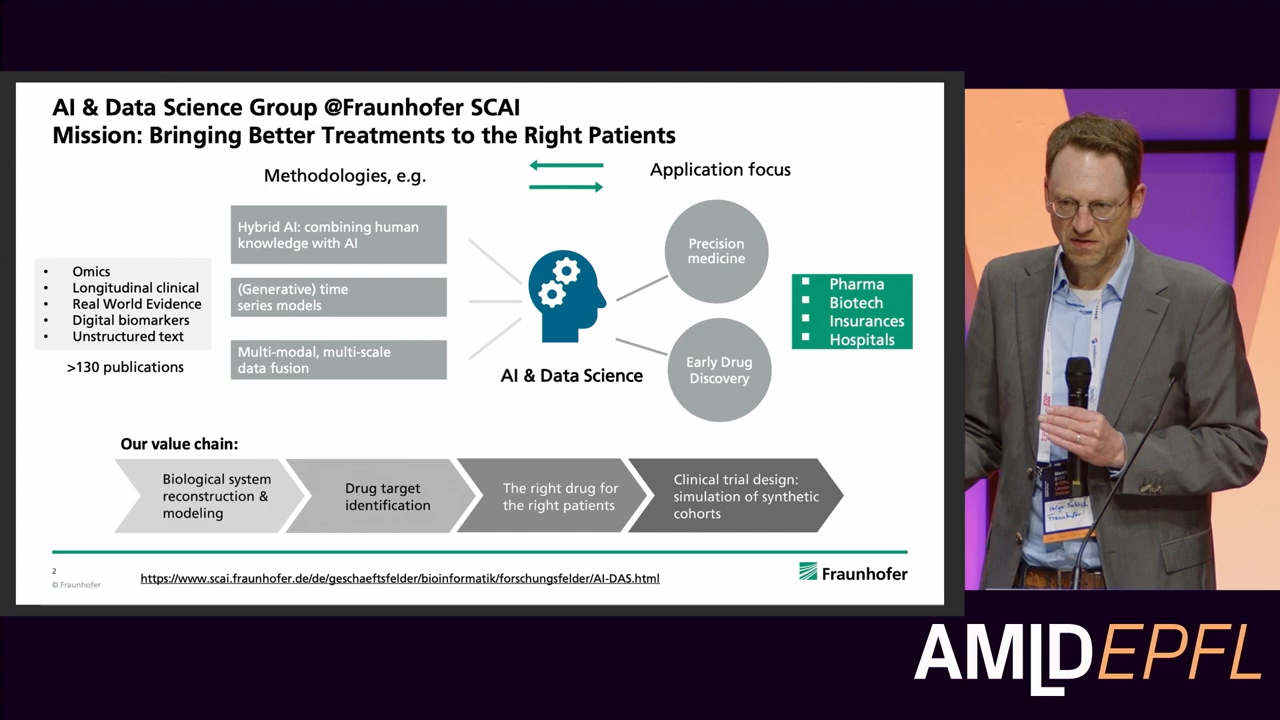 AI & Data Science Group @Fraunhofer SCAI
Mission: Bringing Better Treatments to the Right Patients
Methodologies, e.g.
Application focus
Hybrid AI: combining human
knowledge with AI
(Generative) time
series models
Multi-modal, multi-scale
data fusion
• Omics
• Longitudinal clinical
• Real World Evidence
• Digital biomarkers
• Unstructured text
>130 publications
AI & Data Science
Precision
medicine
Early Drug
Discovery
Pharma
Biotech
Insurances
Hospitals
Our value chain:
Biological system
reconstruction &
modeling
Drug target
identification
The right drug for
the right patients
Clinical trial design:
simulation of synthetic
cohorts
2
© Fraunhofer
https://www.scai.fraunhofer.de/de/geschaeftsfelder/bioinformatik/forschungsfelder/AI-DAS.html
Fraunhofer
Fraunhofer
AMLDEPFL